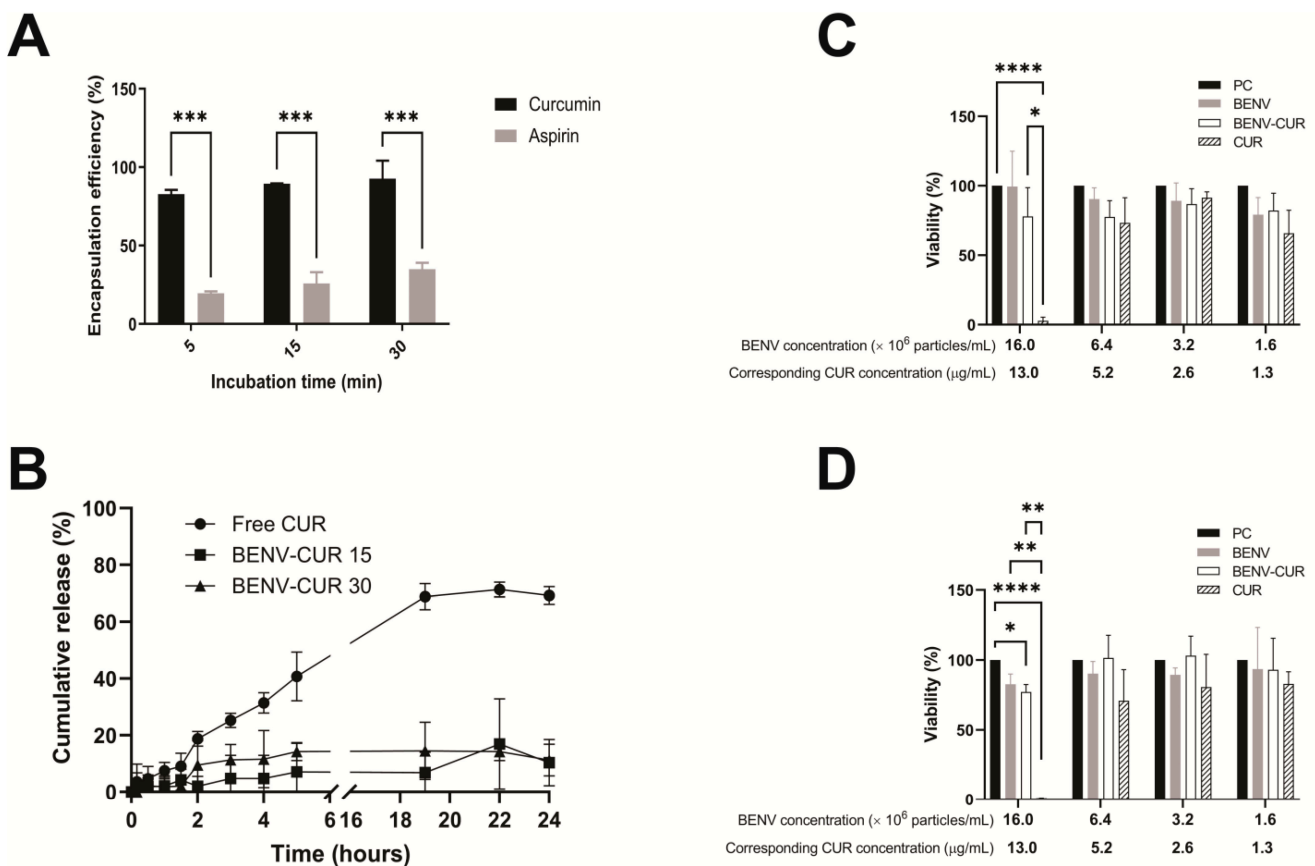 A
Encapsulation efficiency (%)
150
100
50
0
***
***
***
Curcumin
Aspirin
5
15
30
Incubation time (min)
B
Cumulative release (%)
100
80
60
40
20
0
Free CUR
BENV-CUR 15
BENV-CUR 30
0 2 4 6 16 18 20 22 24
Time (hours)
C
Viability (%)
150
100
50
0
****
*
PC
BENV
BENV-CUR
CUR
BENV concentration (× 10⁶ particles/mL) 16.0 6.4 3.2 1.6
Corresponding CUR concentration (μg/mL) 13.0 5.2 2.6 1.3
D
Viability (%)
150
100
50
0
**
**
****
*
PC
BENV
BENV-CUR
CUR
BENV concentration (× 10⁶ particles/mL) 16.0 6.4 3.2 1.6
Corresponding CUR concentration (μg/mL) 13.0 5.2 2.6 1.3